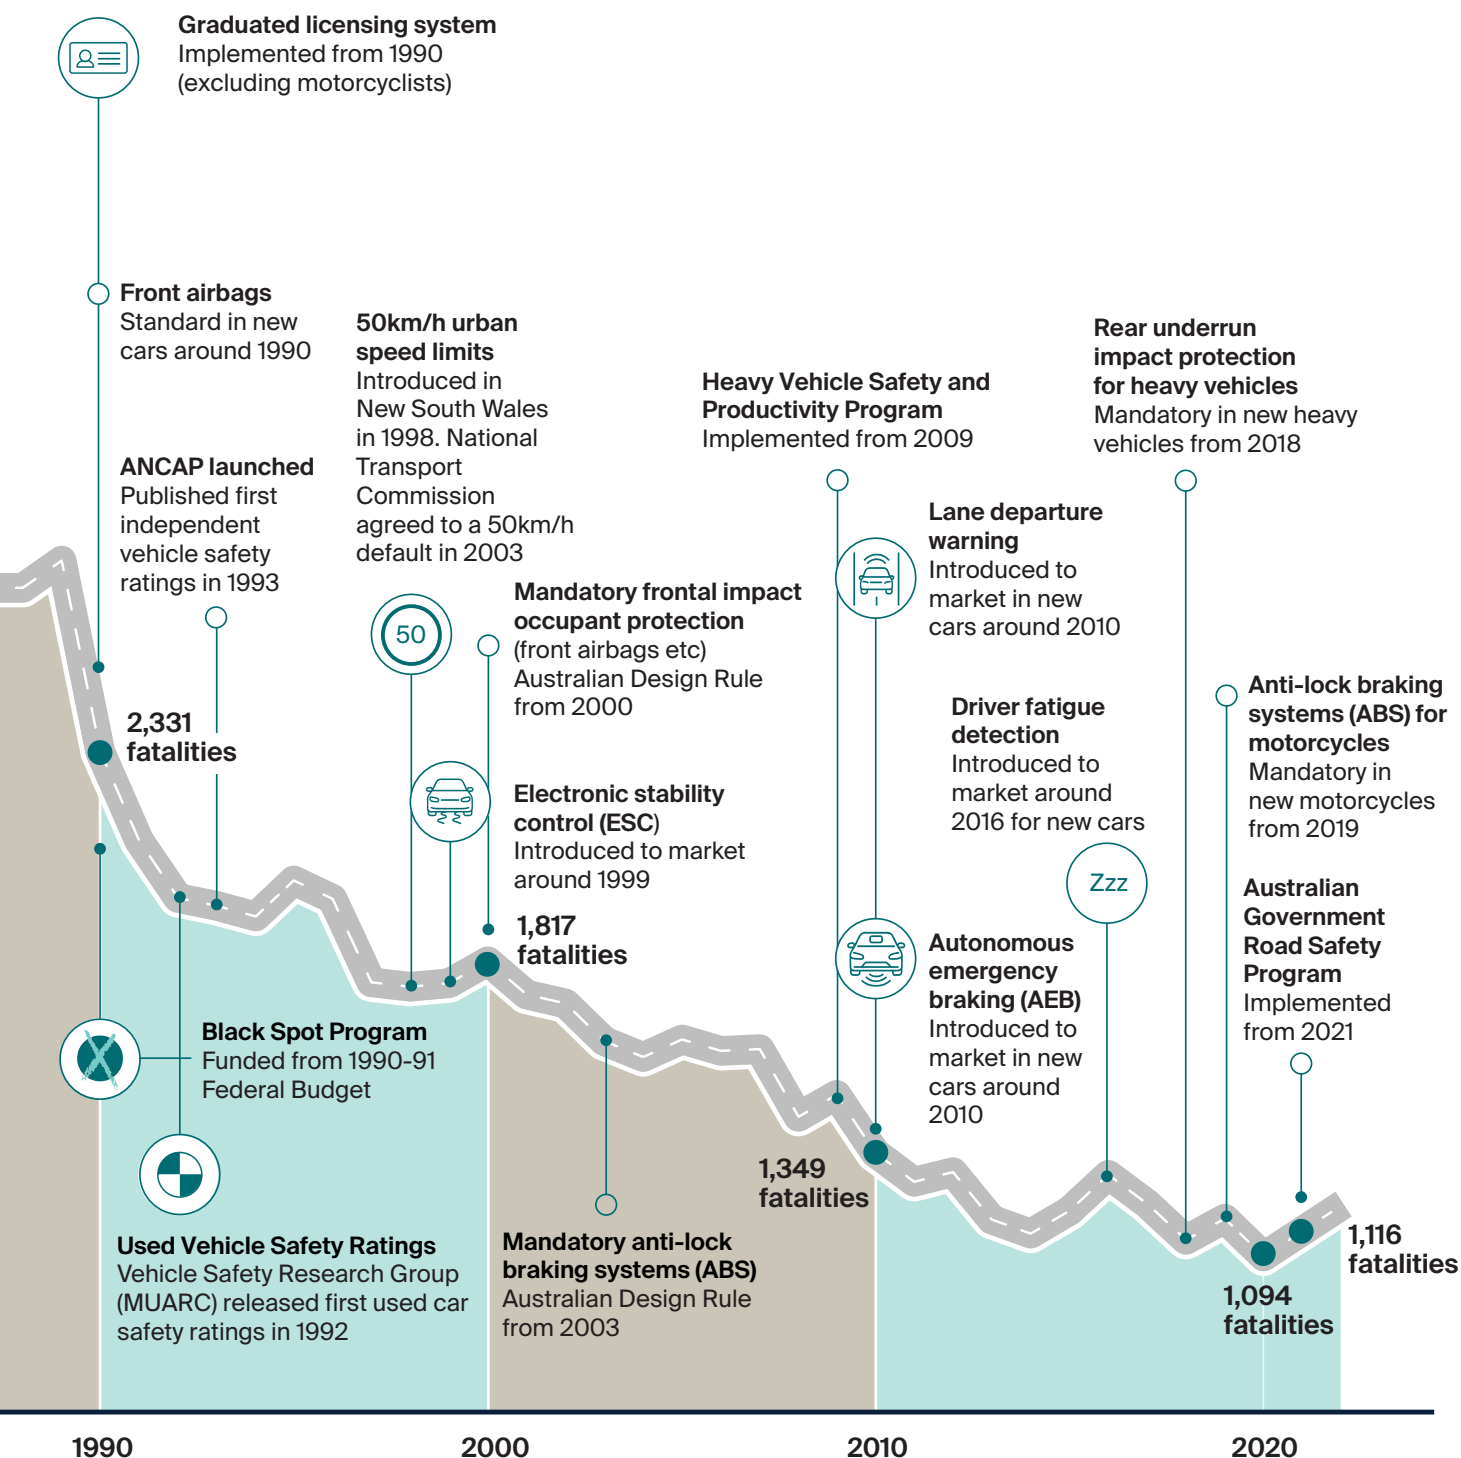 Graduated licensing system
Implemented from 1990
(excluding motorcyclists)
Front airbags
Standard in new
cars around 1990
ANCAP launched
Published first
independent
vehicle safety
ratings in 1993
50km/h urban
speed limits
Introduced in
New South Wales
in 1998. National
Transport
Commission
agreed to a 50km/h
default in 2003
50
Mandatory frontal impact
occupant protection
(front airbags etc)
Australian Design Rule
from 2000
Electronic stability
control (ESC)
Introduced to market
around 1999
Heavy Vehicle Safety and
Productivity Program
Implemented from 2009
Lane departure
warning
Introduced to
market in new
cars around 2010
Rear underrun
impact protection
for heavy vehicles
Mandatory in new heavy
vehicles from 2018
Driver fatigue
detection
Introduced to
market around
2016 for new cars
Zzz
Anti-lock braking
systems (ABS) for
motorcycles
Mandatory in
new motorcycles
from 2019
Autonomous
emergency
braking (AEB)
Introduced to
market in new
cars around
2010
Australian
Government
Road Safety
Program
Implemented
from 2021
2,331
fatalities
1,817
fatalities
Black Spot Program
Funded from 1990-91
Federal Budget
Used Vehicle Safety Ratings
Vehicle Safety Research Group
(MUARC) released first used car
safety ratings in 1992
Mandatory anti-lock
braking systems (ABS)
Australian Design Rule
from 2003
1,349
fatalities
1,094
fatalities
1,116
fatalities
1990
2000
2010
2020